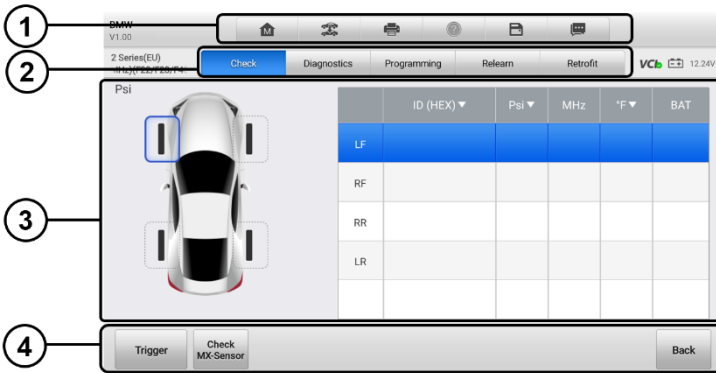 1
BMW
V1.00
2
2 Series(EU)
Check Diagnostics Programming Relearn Retrofit
VCI 12.24V
Psi
ID (HEX) ▼ Psi ▼ MHz °F ▼ BAT
LF
RF
3
RR
LR
4
Trigger Check MX-Sensor Back